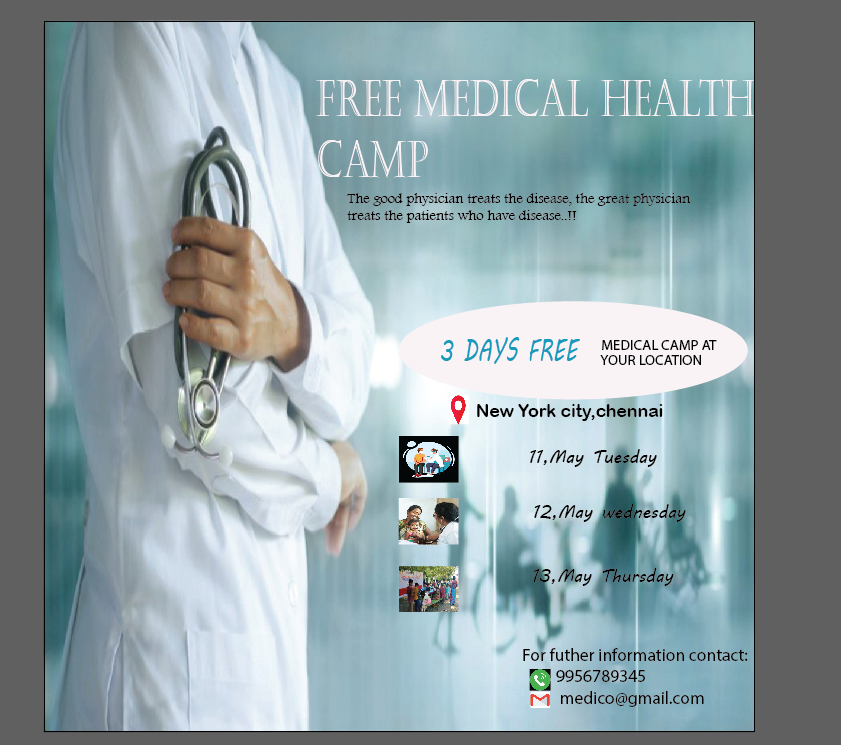 FREE MEDICAL HEALTH
CAMP
The good physician treats the disease, the great physician
treats the patients who have disease..!!
3 DAYS FREE
MEDICAL CAMP AT
YOUR LOCATION
New York city,chennai
11,May Tuesday
12,May wednesday
13,May Thursday
For futher information contact:
9956789345
medico@gmail.com